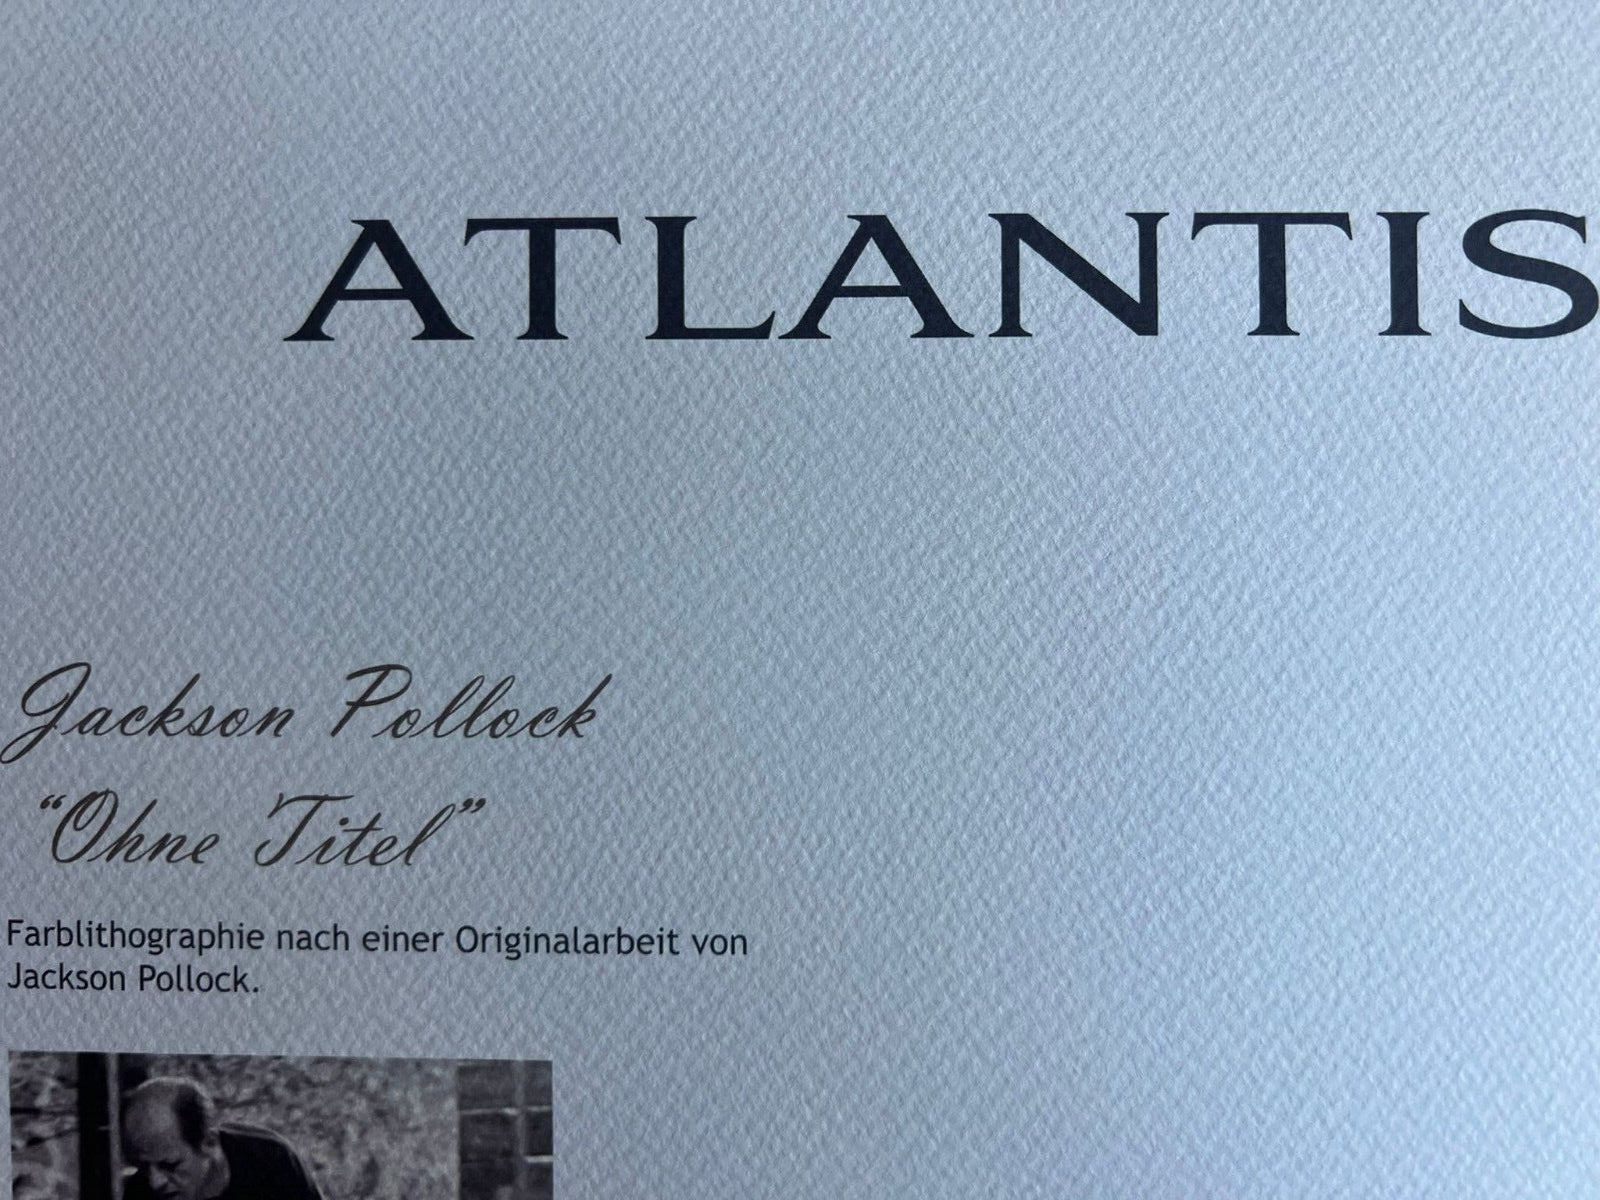 ATLANTIS
Jackson Pollock
“Ohne Titel”
Farblithographie nach einer Originalarbeit von
Jackson Pollock.